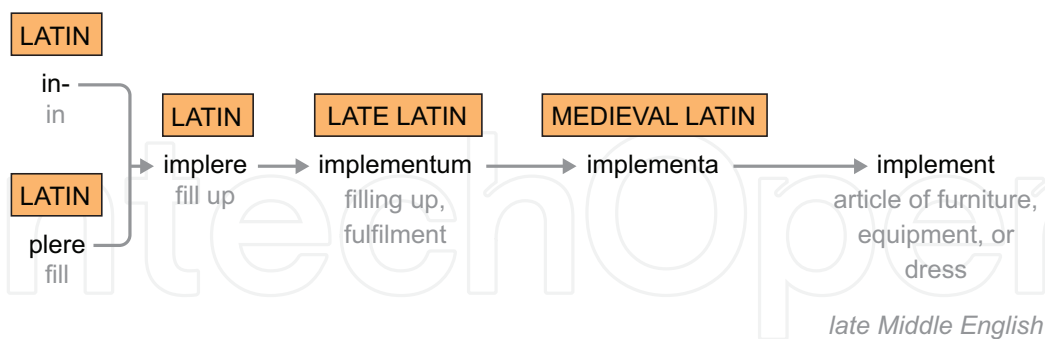 LATIN
in-
in
LATIN
plere
fill
LATIN
implere
fill up
LATE LATIN
implementum
filling up,
fulfilment
MEDIEVAL LATIN
implementa
implement
article of furniture,
equipment, or
dress
late Middle English
ntechOpen